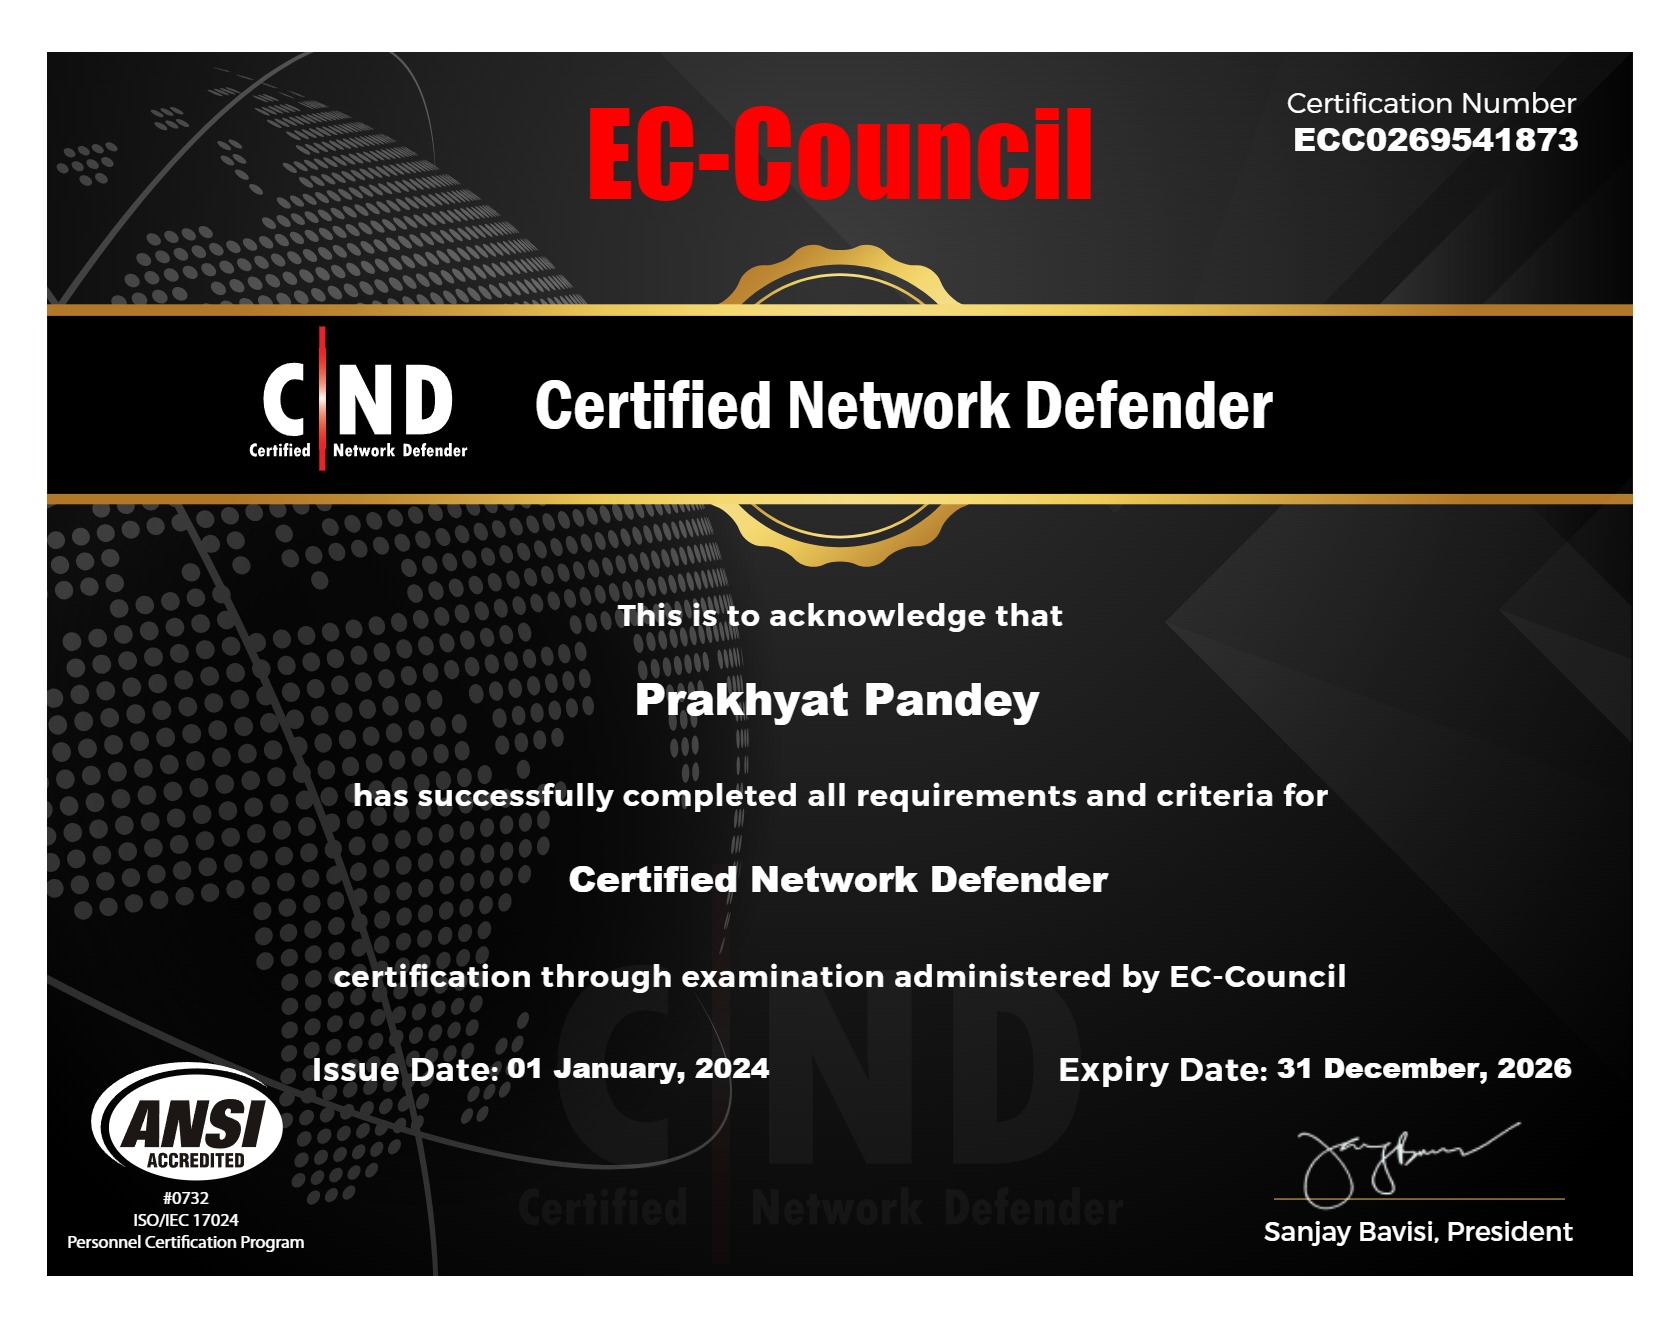 EC-Council
Certification Number
ECC0269541873
C ND
Certified Network Defender
Certified Network Defender
This is to acknowledge that
Prakhyat Pandey
has successfully completed all requirements and criteria for
Certified Network Defender
certification through examination administered by EC-Council
Issue Date: 01 January, 2024
Expiry Date: 31 December, 2026
ANSI
ACCREDITED
#0732
ISO/IEC 17024
Personnel Certification Program
C ND
Certified Network Defender
Sanjay Bavisi, President